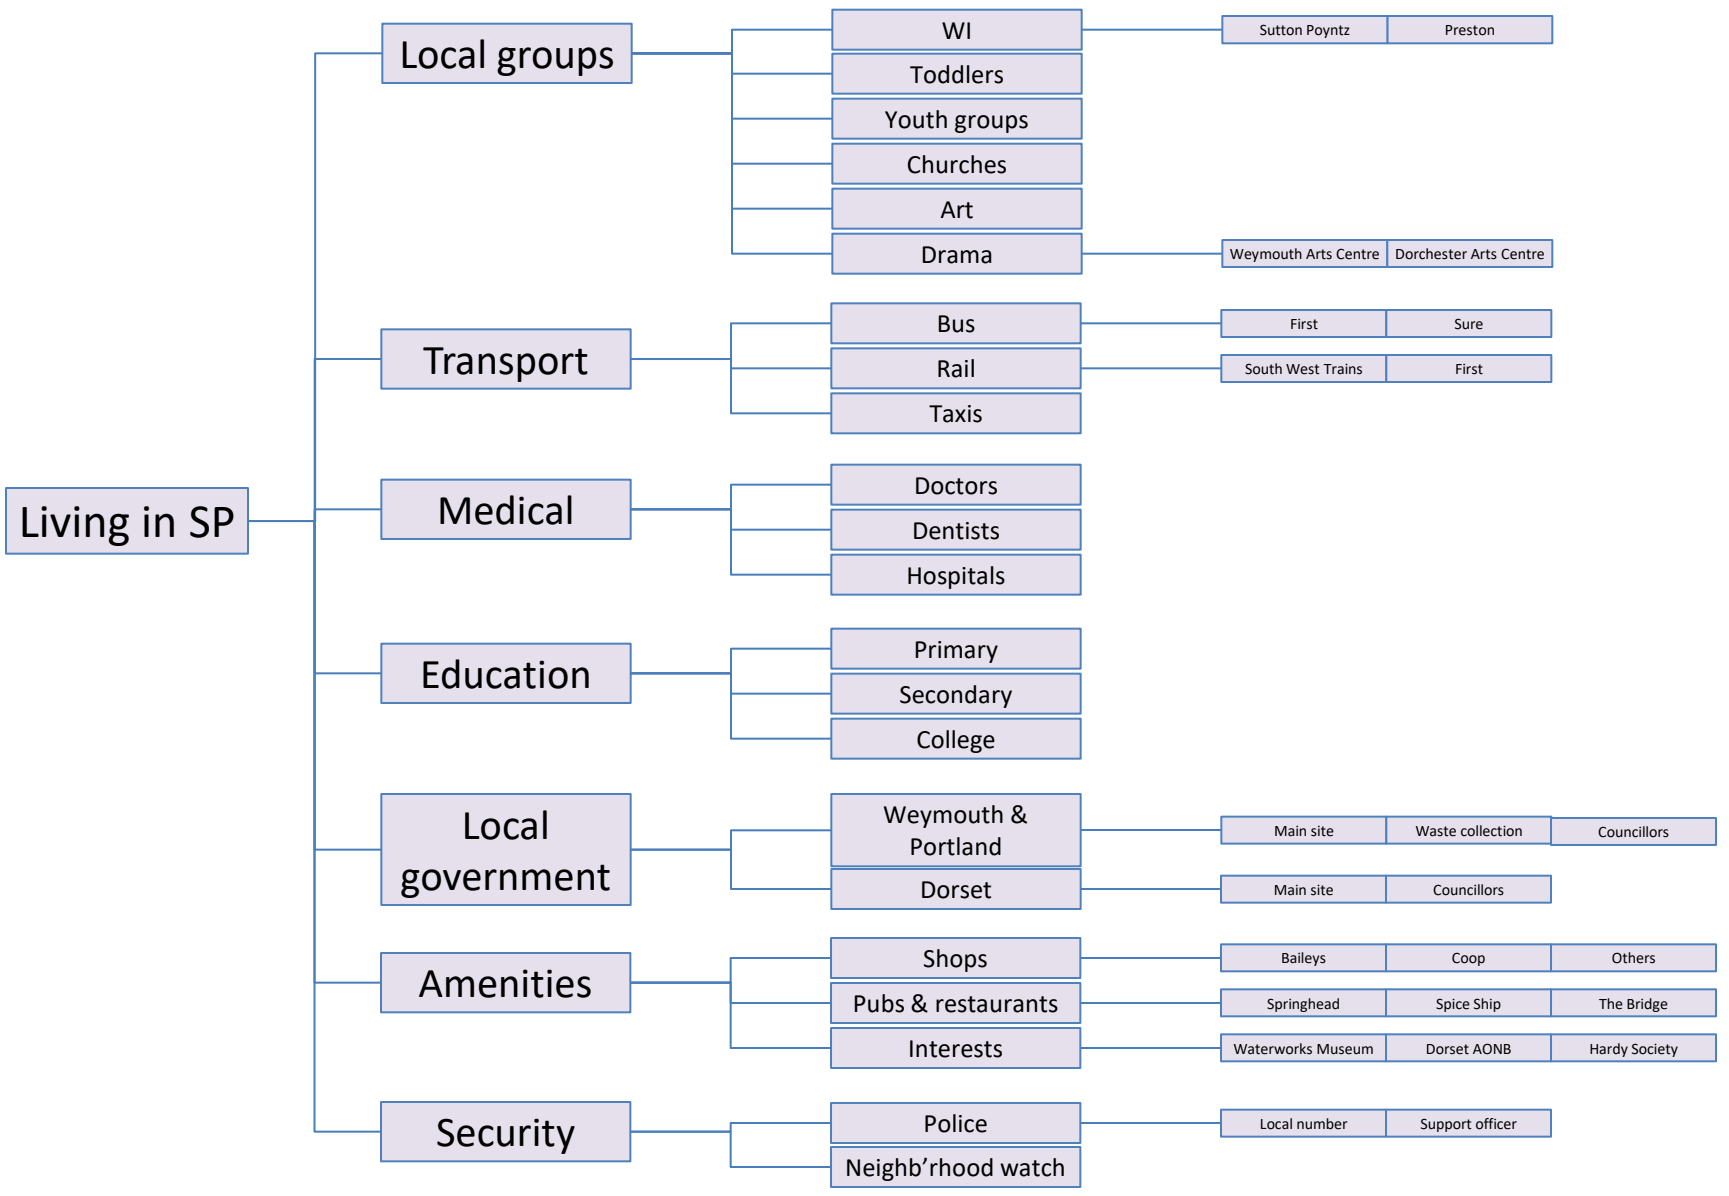 Living in SP
Local groups
WI
Sutton Poyntz
Preston
Toddlers
Youth groups
Churches
Art
Drama
Weymouth Arts Centre
Dorchester Arts Centre
Transport
Bus
First
Sure
Rail
South West Trains
First
Taxis
Medical
Doctors
Dentists
Hospitals
Education
Primary
Secondary
College
Local
government
Weymouth &
Portland
Main site
Waste collection
Councillors
Dorset
Main site
Councillors
Amenities
Shops
Baileys
Coop
Others
Pubs & restaurants
Springhead
Spice Ship
The Bridge
Interests
Waterworks Museum
Dorset AONB
Hardy Society
Security
Police
Local number
Support officer
Neighb’rhood watch